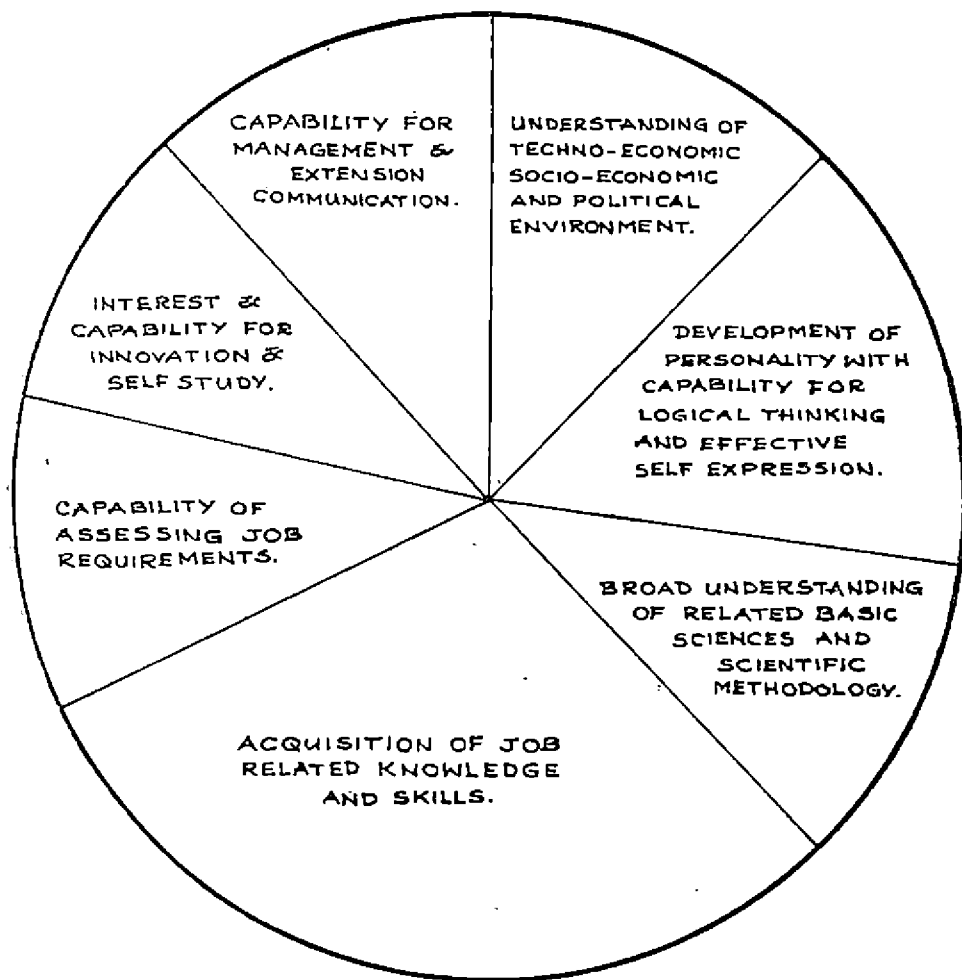 CAPABILITY FOR
MANAGEMENT &
EXTENSION
COMMUNICATION.
UNDERSTANDING OF
TECHNO-ECONOMIC
SOCIO-ECONOMIC
AND POLITICAL
ENVIRONMENT.
INTEREST &
CAPABILITY FOR
INNOVATION &
SELF STUDY.
DEVELOPMENT OF
PERSONALITY WITH
CAPABILITY FOR
LOGICAL THINKING
AND EFFECTIVE
SELF EXPRESSION.
CAPABILITY OF
ASSESSING JOB
REQUIREMENTS.
BROAD UNDERSTANDING
OF RELATED BASIC
SCIENCES AND
SCIENTIFIC
METHODOLOGY.
ACQUISITION OF JOB
RELATED KNOWLEDGE
AND SKILLS.